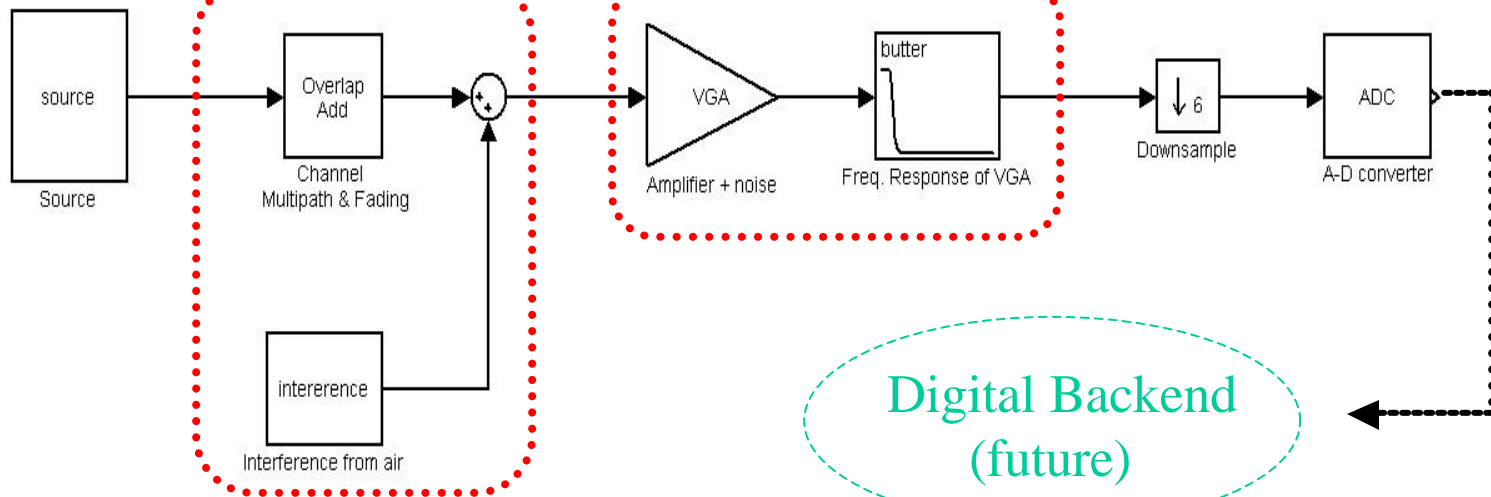 source
Source
Overlap
Add
Channel
Multipath & Fading
intererence
Interference from air
VGA
Amplifier + noise
butter
Freq. Response of VGA
6
Downsample
ADC
A-D converter
Digital Backend
(future)